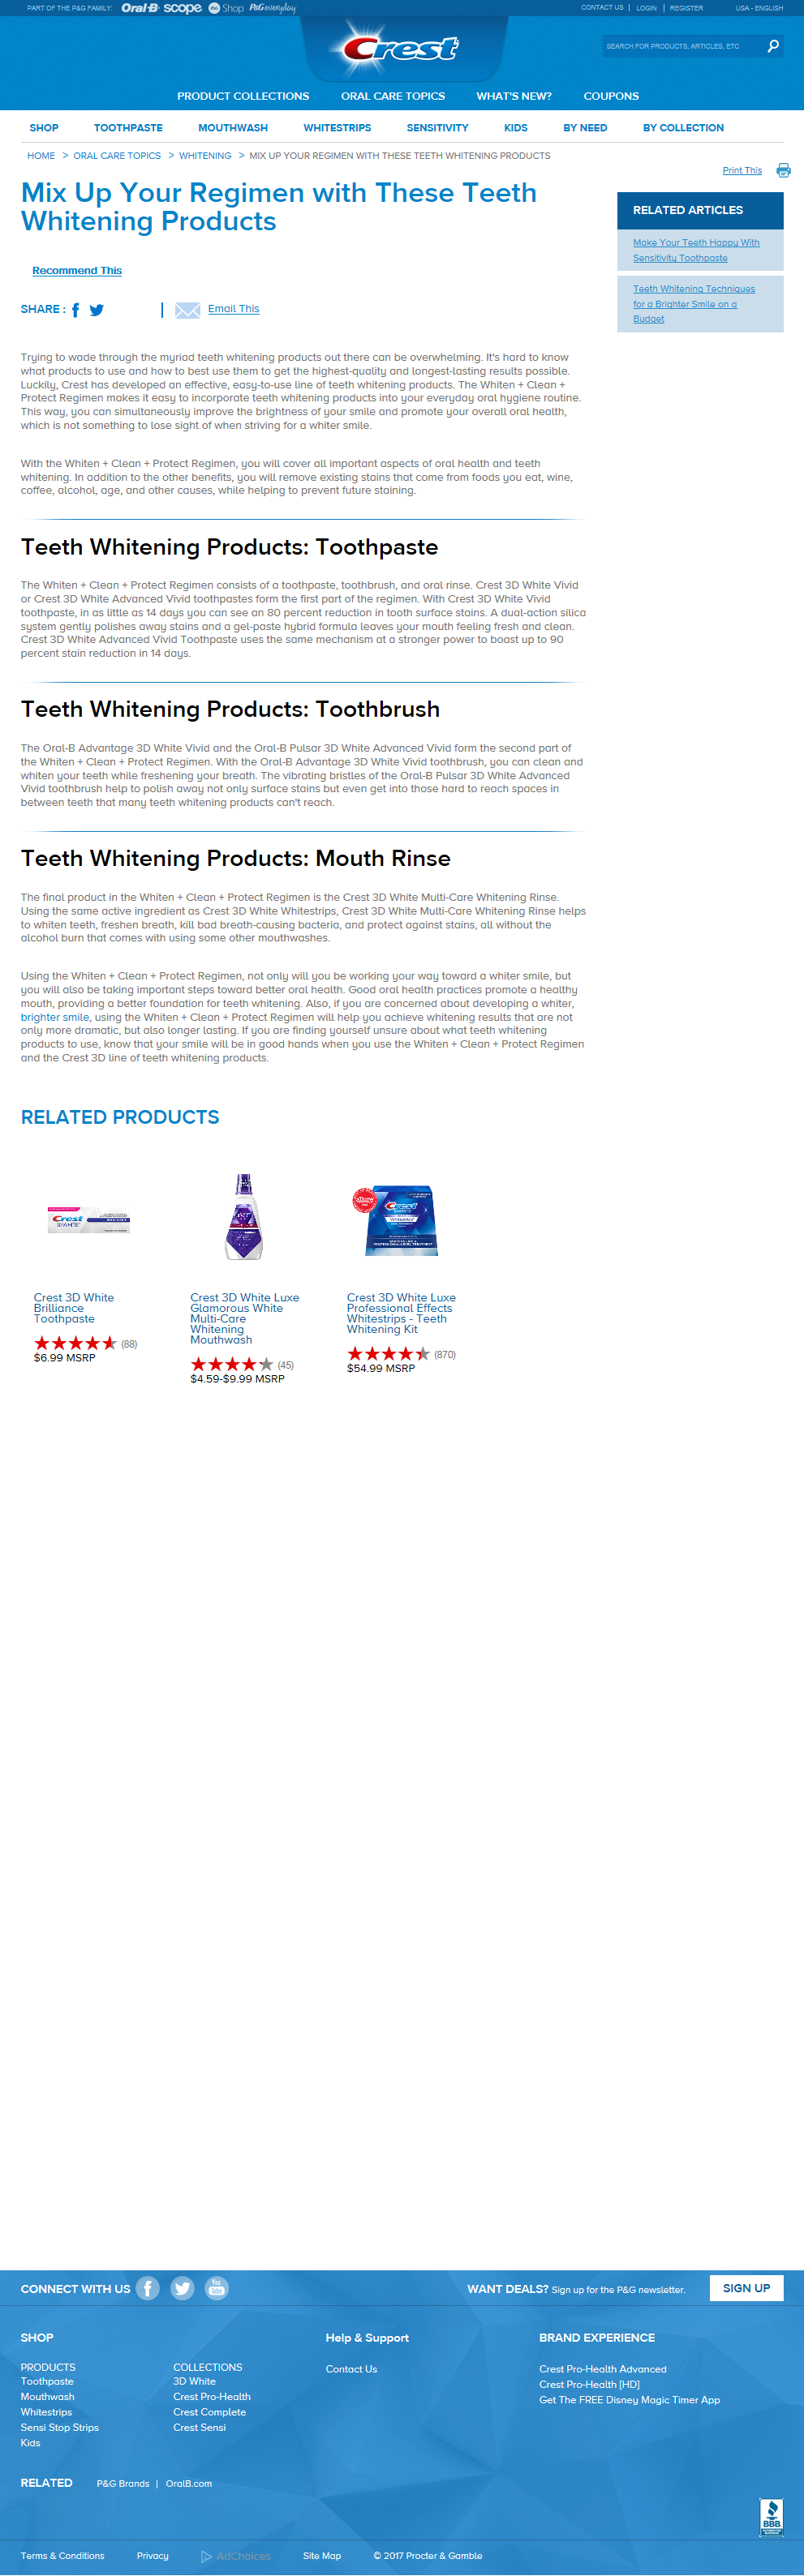 PART OF THE P&G FAMILY: Oral-B scope. P&G Shop P&G everyday CONTACT US | LOGIN | REGISTER USA - ENGLISH
Crest
SEARCH FOR PRODUCTS, ARTICLES, ETC
PRODUCT COLLECTIONS ORAL CARE TOPICS WHAT'S NEW? COUPONS
SHOP TOOTHPASTE MOUTHWASH WHITESTRIPS SENSITIVITY KIDS BY NEED BY COLLECTION
HOME > ORAL CARE TOPICS > WHITENING > MIX UP YOUR REGIMEN WITH THESE TEETH WHITENING PRODUCTS
Print This
Mix Up Your Regimen with These Teeth
Whitening Products
Recommend This
SHARE : | Email This
RELATED ARTICLES
Make Your Teeth Happy With
Sensitivity Toothpaste
Teeth Whitening Techniques
for a Brighter Smile on a
Budget
Trying to wade through the myriad teeth whitening products out there can be overwhelming. It's hard to know
what products to use and how to best use them to get the highest-quality and longest-lasting results possible.
Luckily, Crest has developed an effective, easy-to-use line of teeth whitening products. The Whiten + Clean +
Protect Regimen makes it easy to incorporate teeth whitening products into your everyday oral hygiene routine.
This way, you can simultaneously improve the brightness of your smile and promote your overall oral health,
which is not something to lose sight of when striving for a whiter smile.
With the Whiten + Clean + Protect Regimen, you will cover all important aspects of oral health and teeth
whitening. In addition to the other benefits, you will remove existing stains that come from foods you eat, wine,
coffee, alcohol, age, and other causes, while helping to prevent future staining.
Teeth Whitening Products: Toothpaste
The Whiten + Clean + Protect Regimen consists of a toothpaste, toothbrush, and oral rinse. Crest 3D White Vivid
or Crest 3D White Advanced Vivid toothpastes form the first part of the regimen. With Crest 3D White Vivid
toothpaste, in as little as 14 days you can see an 80 percent reduction in tooth surface stains. A dual-action silica
system gently polishes away stains and a gel-paste hybrid formula leaves your mouth feeling fresh and clean.
Crest 3D White Advanced Vivid Toothpaste uses the same mechanism at a stronger power to boast up to 90
percent stain reduction in 14 days.
Teeth Whitening Products: Toothbrush
The Oral-B Advantage 3D White Vivid and the Oral-B Pulsar 3D White Advanced Vivid form the second part of
the Whiten + Clean + Protect Regimen. With the Oral-B Advantage 3D White Vivid toothbrush, you can clean and
whiten your teeth while freshening your breath. The vibrating bristles of the Oral-B Pulsar 3D White Advanced
Vivid toothbrush help to polish away not only surface stains but even get into those hard to reach spaces in
between teeth that many teeth whitening products can't reach.
Teeth Whitening Products: Mouth Rinse
The final product in the Whiten + Clean + Protect Regimen is the Crest 3D White Multi-Care Whitening Rinse.
Using the same active ingredient as Crest 3D White Whitestrips, Crest 3D White Multi-Care Whitening Rinse helps
to whiten teeth, freshen breath, kill bad breath-causing bacteria, and protect against stains, all without the
alcohol burn that comes with using some other mouthwashes.
Using the Whiten + Clean + Protect Regimen, not only will you be working your way toward a whiter smile, but
you will also be taking important steps toward better oral health. Good oral health practices promote a healthy
mouth, providing a better foundation for teeth whitening. Also, if you are concerned about developing a whiter,
brighter smile, using the Whiten + Clean + Protect Regimen will help you achieve whitening results that are not
only more dramatic, but also longer lasting. If you are finding yourself unsure about what teeth whitening
products to use, know that your smile will be in good hands when you use the Whiten + Clean + Protect Regimen
and the Crest 3D line of teeth whitening products.
RELATED PRODUCTS
Crest
3D WHITE
allure
Crest
Crest 3D White
Brilliance
Toothpaste
(88)
$6.99 MSRP
Crest 3D White Luxe
Glamorous White
Multi-Care
Whitening
Mouthwash
(45)
$4.59-$9.99 MSRP
Crest 3D White Luxe
Professional Effects
Whitestrips - Teeth
Whitening Kit
(870)
$54.99 MSRP
CONNECT WITH US You Tube WANT DEALS? Sign up for the P&G newsletter. SIGN UP
SHOP
PRODUCTS
Toothpaste
Mouthwash
Whitestrips
Sensi Stop Strips
Kids
COLLECTIONS
3D White
Crest Pro-Health
Crest Complete
Crest Sensi
Help & Support
Contact Us
BRAND EXPERIENCE
Crest Pro-Health Advanced
Crest Pro-Health [HD]
Get The FREE Disney Magic Timer App
RELATED P&G Brands | OralB.com
BBB
Terms & Conditions Privacy AdChoices Site Map © 2017 Procter & Gamble